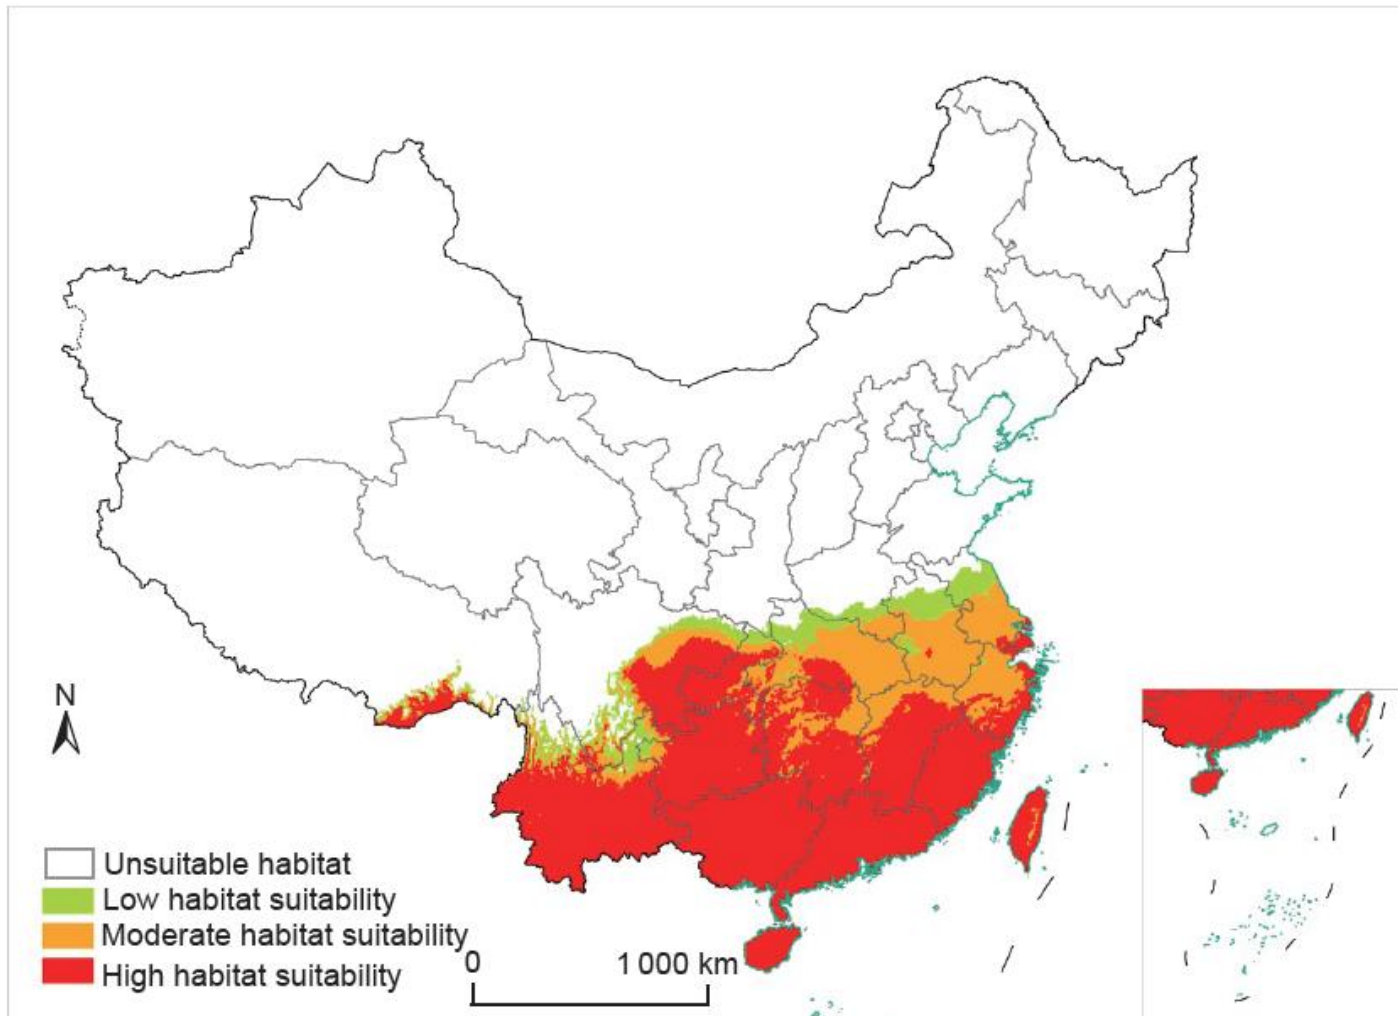 N
Unsuitable habitat
Low habitat suitability
Moderate habitat suitability
High habitat suitability
0
1 000 km